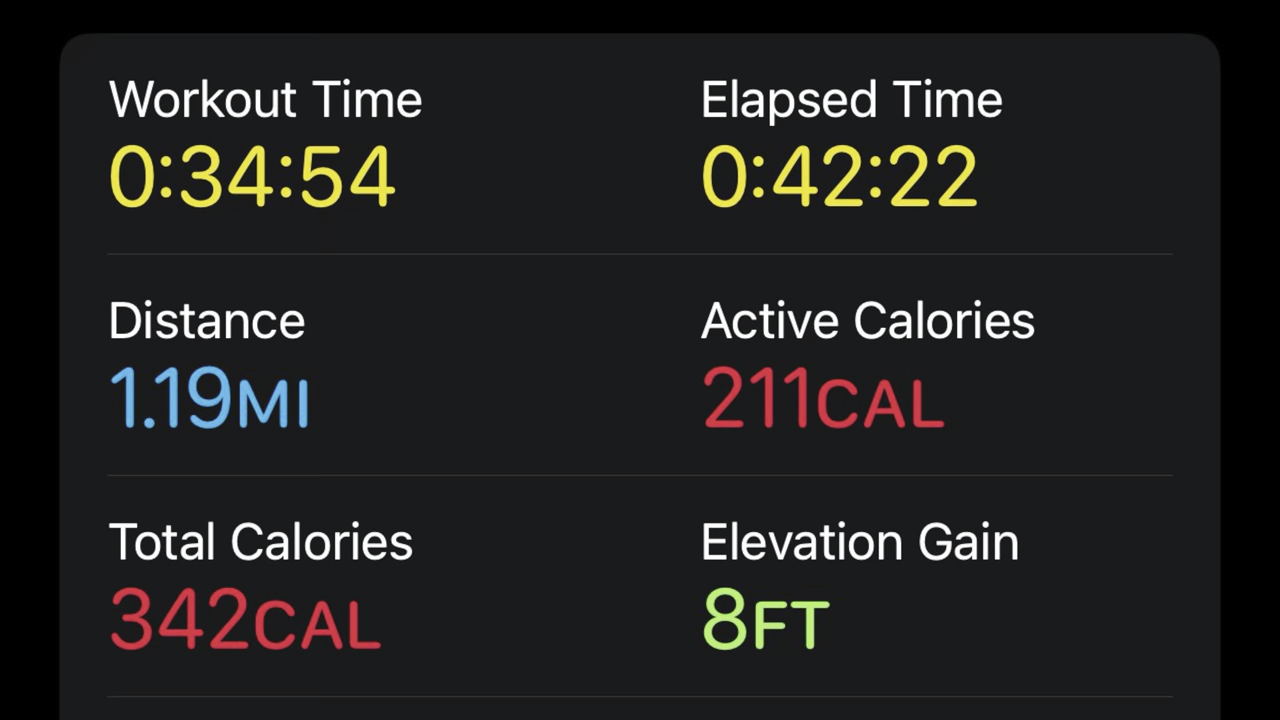 Workout Time Elapsed Time
0:34:54 0:42:22
Distance Active Calories
1.19MI 211CAL
Total Calories Elevation Gain
342CAL 8FT